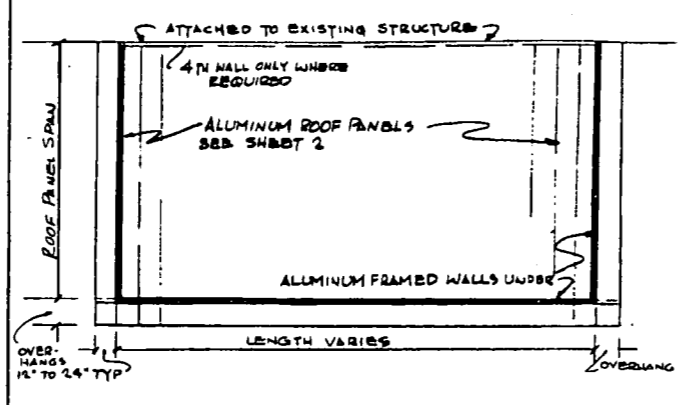 ATTACHED TO EXISTING STRUCTURE
4TH WALL ONLY WHERE
REQUIRED
ROOF PANEL SPAN
ALUMINUM ROOF PANELS
SEE SHEET 2
ALUMINUM FRAMED WALLS UNDER
LENGTH VARIES
OVER-
HANGS
12" TO 24" TYP
OVERHANG